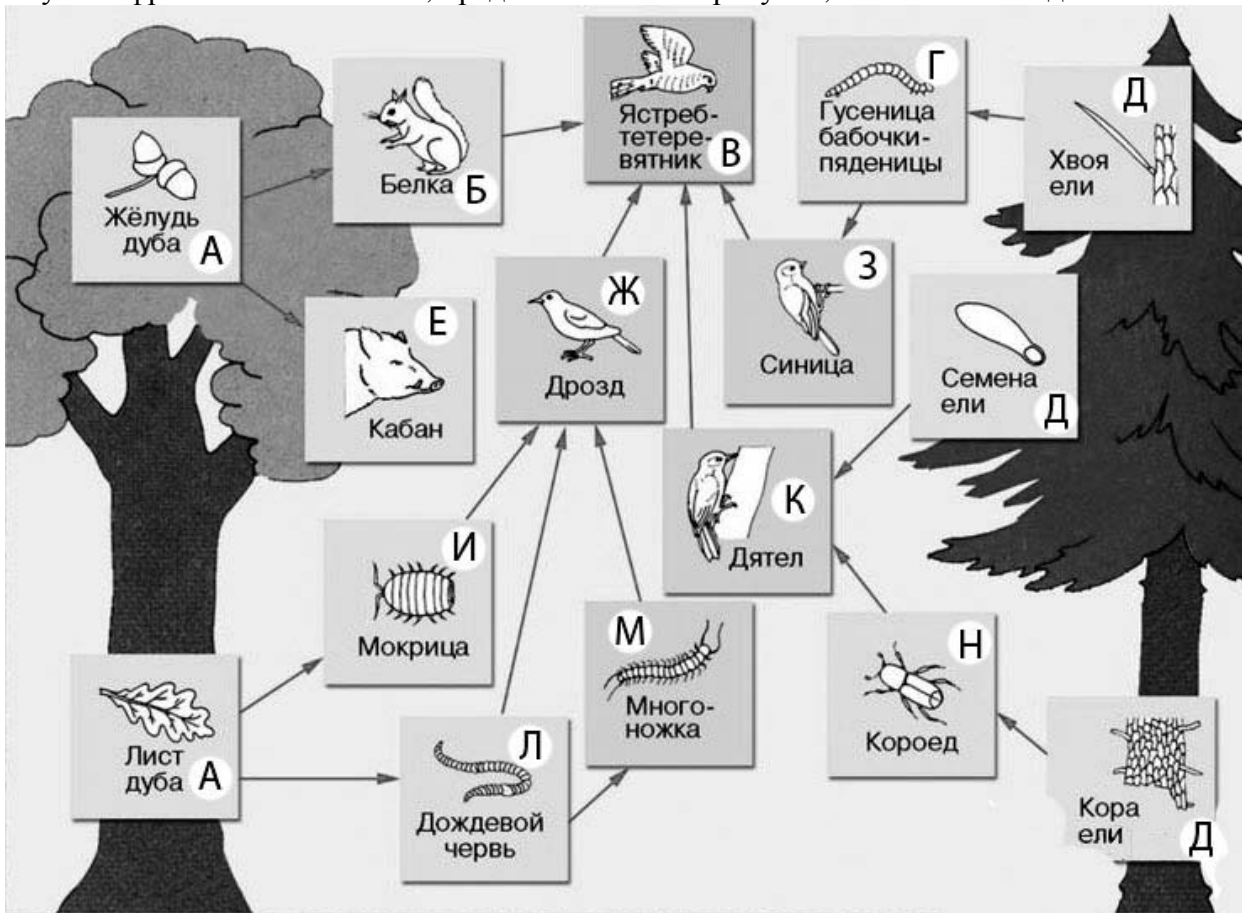 Жёлудь
дуба
А
Белка
Б
Ястреб-
тетере-
вятник
В
Гусеница
бабочки-
пяденицы
Г
Хвоя
ели
Д
Кабан
Е
Дрозд
Ж
Синица
З
Семена
ели
Д
Мокрица
И
Дятел
К
Лист
дуба
А
Дождевой
червь
Л
Много-
ножка
М
Короед
Н
Кора
ели
Д